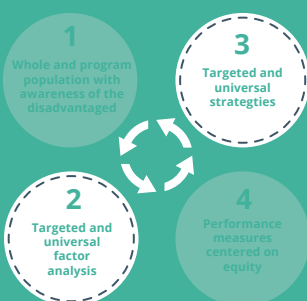 1
Whole and program
population with
awareness of the
disadvantaged
3
Targeted and
universal
strategties
2
Targeted and
universal
factor
analysis
4
Performance
measures
centered on
equity